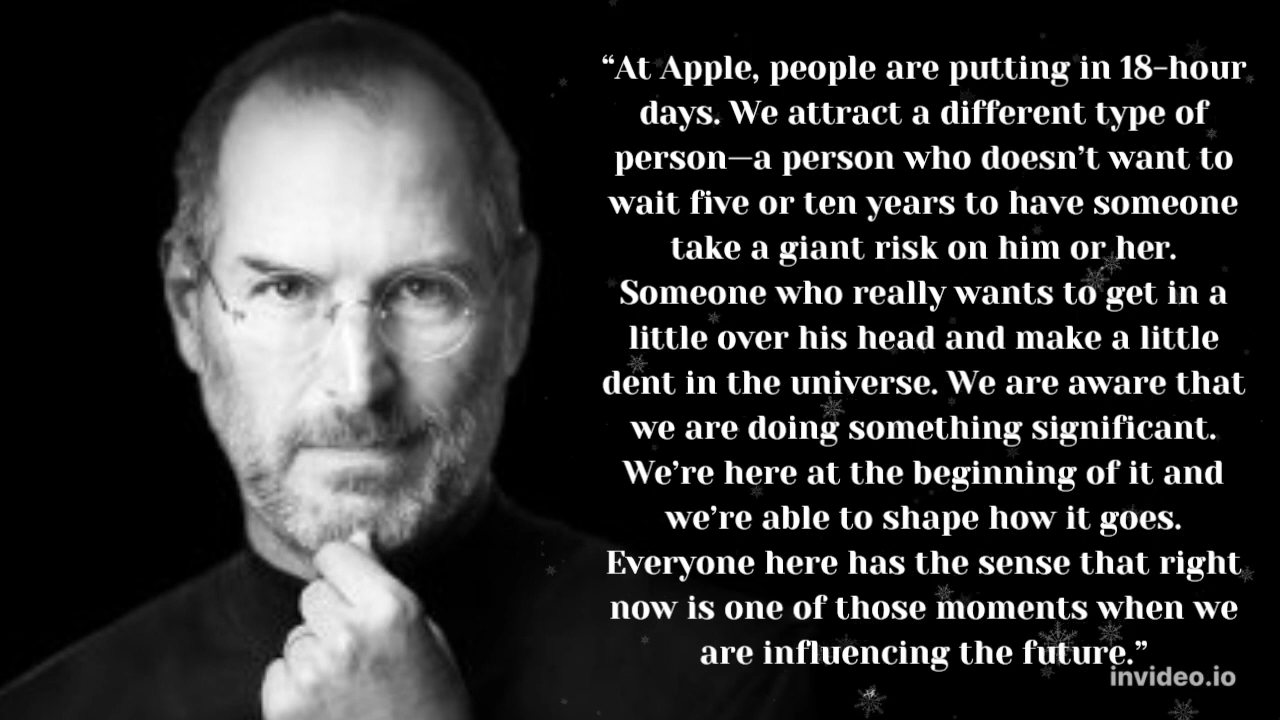 “At Apple, people are putting in 18-hour
days. We attract a different type of
person—a person who doesn’t want to
wait five or ten years to have someone
take a giant risk on him or her.
Someone who really wants to get in a
little over his head and make a little
dent in the universe. We are aware that
we are doing something significant.
We’re here at the beginning of it and
we’re able to shape how it goes.
Everyone here has the sense that right
now is one of those moments when we
are influencing the future.”
invideo.io